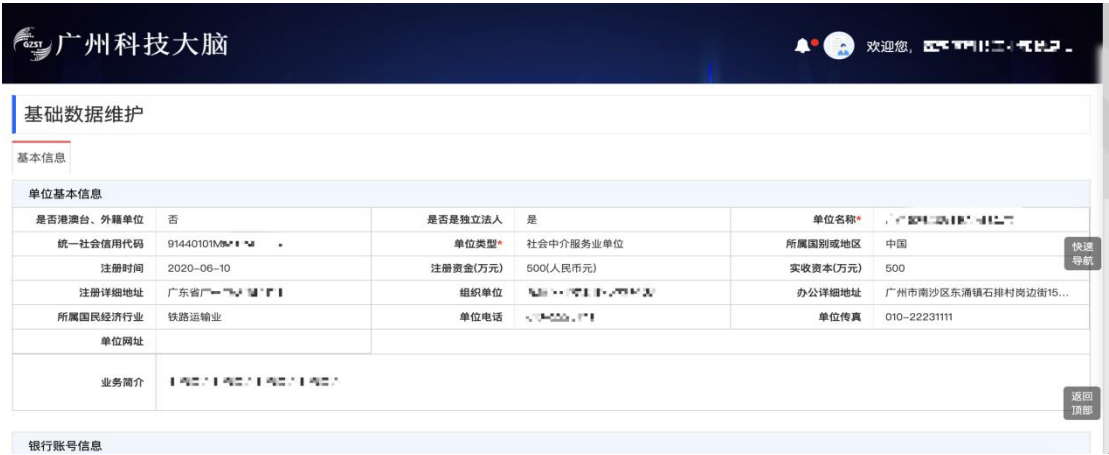 GZST 广州科技大脑
欢迎您,
基础数据维护
基本信息
单位基本信息
是否港澳台、外籍单位 否 是否是独立法人 是 单位名称*
统一社会信用代码 91440101M 单位类型* 社会中介服务业单位 所属国别或地区 中国
快速
导航
注册时间 2020-06-10 注册资金(万元) 500(人民币元) 实收资本(万元) 500
注册详细地址 广东省广 组织单位 办公详细地址 广州市南沙区东涌镇石排村岗边街15...
所属国民经济行业 铁路运输业 单位电话 单位传真 010-22231111
单位网址
业务简介
返回
顶部
银行账号信息